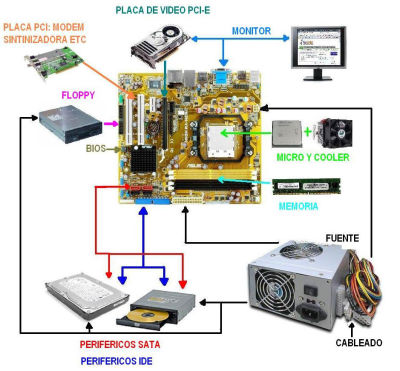 PLACA DE VIDEO PCI-E
PLACA PCI: MODEM
SINTINIZADORA ETC
MONITOR
FLOPPY
BIOS
MICRO Y COOLER
MEMORIA
FUENTE
CABLEADO
PERIFERICOS SATA
PERIFERICOS IDE